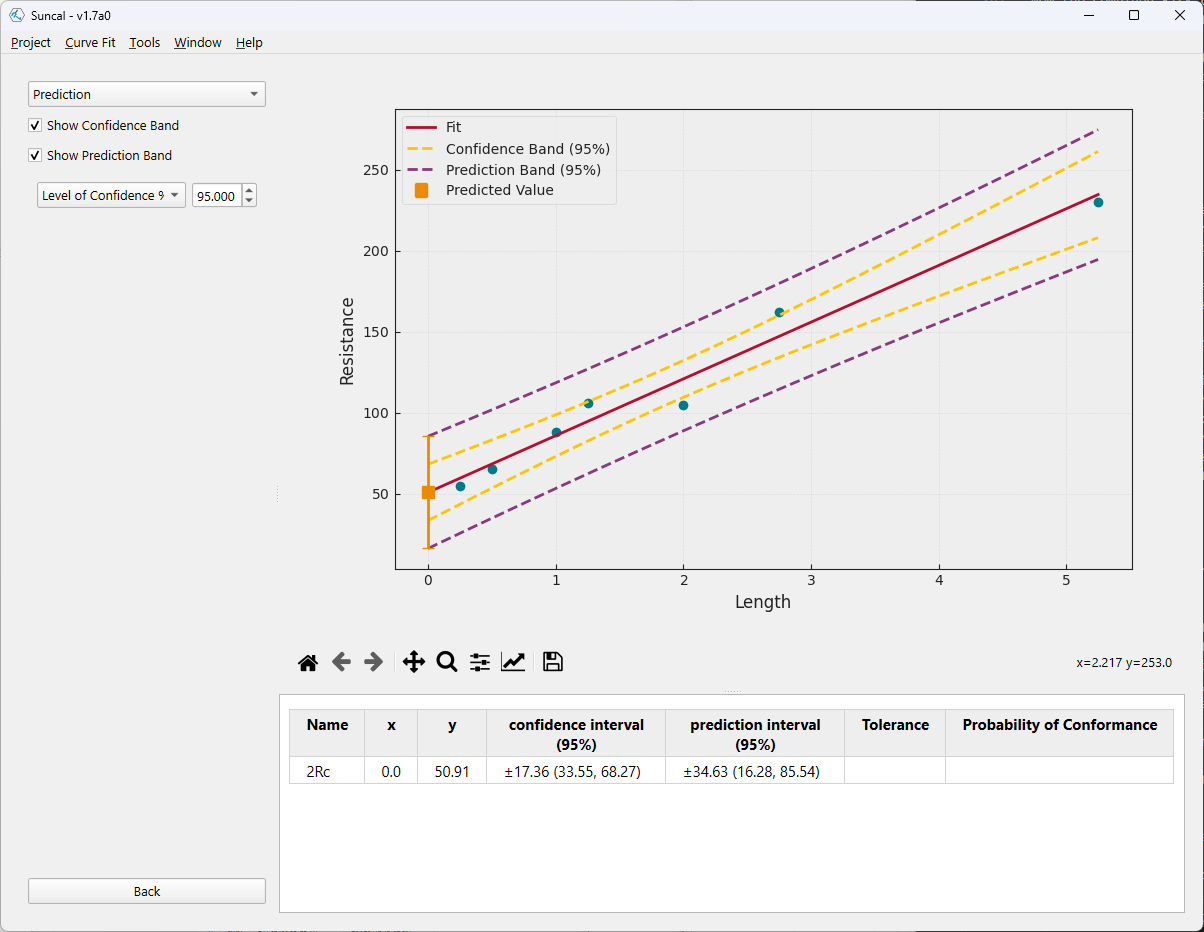 Suncal - v1.7a0
Project Curve Fit Tools Window Help
Prediction
Show Confidence Band
Show Prediction Band
Level of Confidence % 95.000
Fit
Confidence Band (95%)
Prediction Band (95%)
Predicted Value
250
200
150
100
50
Resistance
0 1 2 3 4 5
Length
x=2.217 y=253.0
Name x y confidence interval (95%) prediction interval (95%) Tolerance Probability of Conformance
2Rc 0.0 50.91 ±17.36 (33.55, 68.27) ±34.63 (16.28, 85.54)
Back